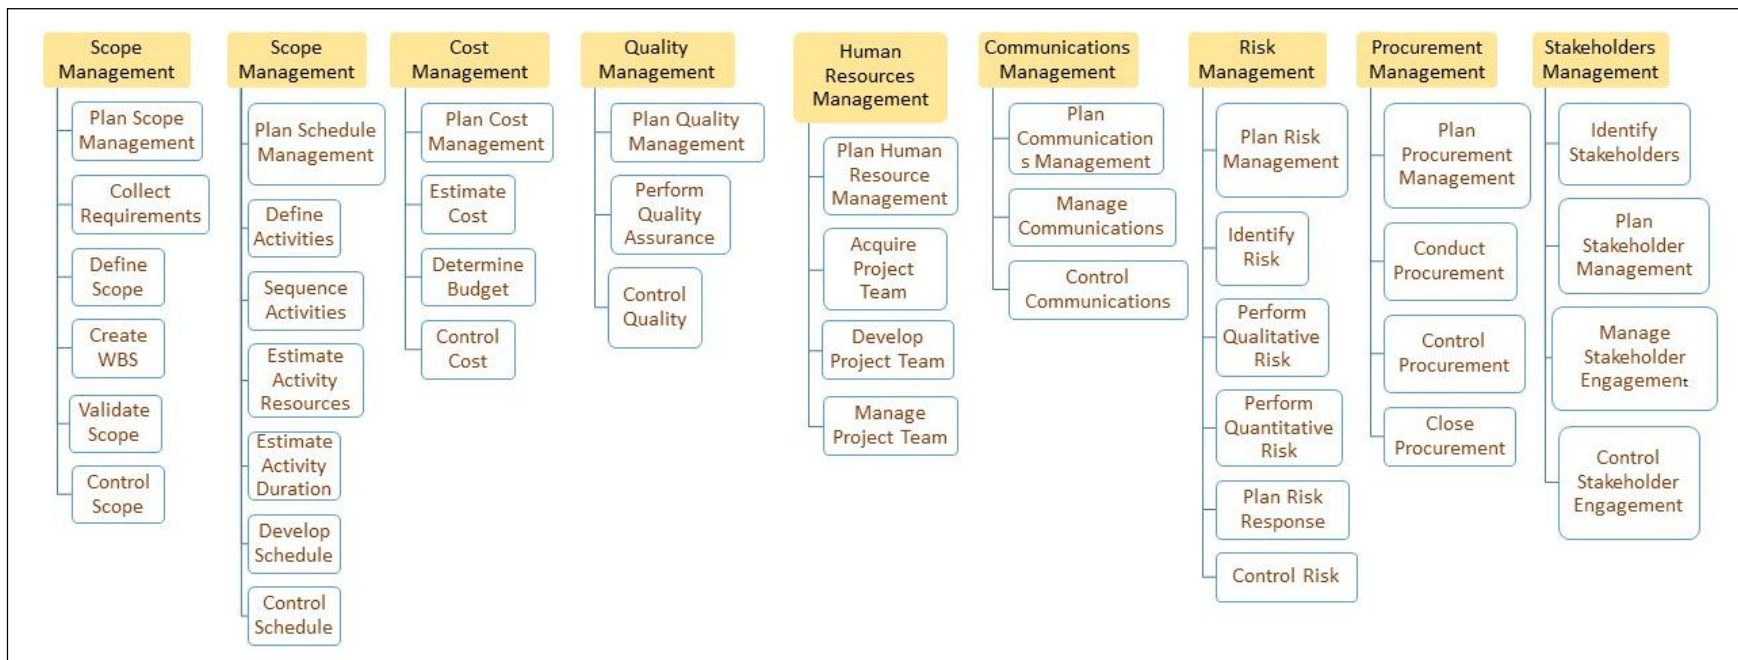 Scope
Management
Plan Scope
Management
Collect
Requirements
Define
Scope
Create
WBS
Validate
Scope
Control
Scope
Scope
Management
Plan Schedule
Management
Define
Activities
Sequence
Activities
Estimate
Activity
Resources
Estimate
Activity
Duration
Develop
Schedule
Control
Schedule
Cost
Management
Plan Cost
Management
Estimate
Cost
Determine
Budget
Control
Cost
Quality
Management
Plan Quality
Management
Perform
Quality
Assurance
Control
Quality
Human
Resources
Management
Plan Human
Resource
Management
Acquire
Project
Team
Develop
Project Team
Manage
Project Team
Communications
Management
Plan
Communication
s Management
Manage
Communications
Control
Communications
Risk
Management
Plan Risk
Management
Identify
Risk
Perform
Qualitative
Risk
Perform
Quantitative
Risk
Plan Risk
Response
Control Risk
Procurement
Management
Plan
Procurement
Management
Conduct
Procurement
Control
Procurement
Close
Procurement
Stakeholders
Management
Identify
Stakeholders
Plan
Stakeholder
Management
Manage
Stakeholder
Engagement
Control
Stakeholder
Engagement